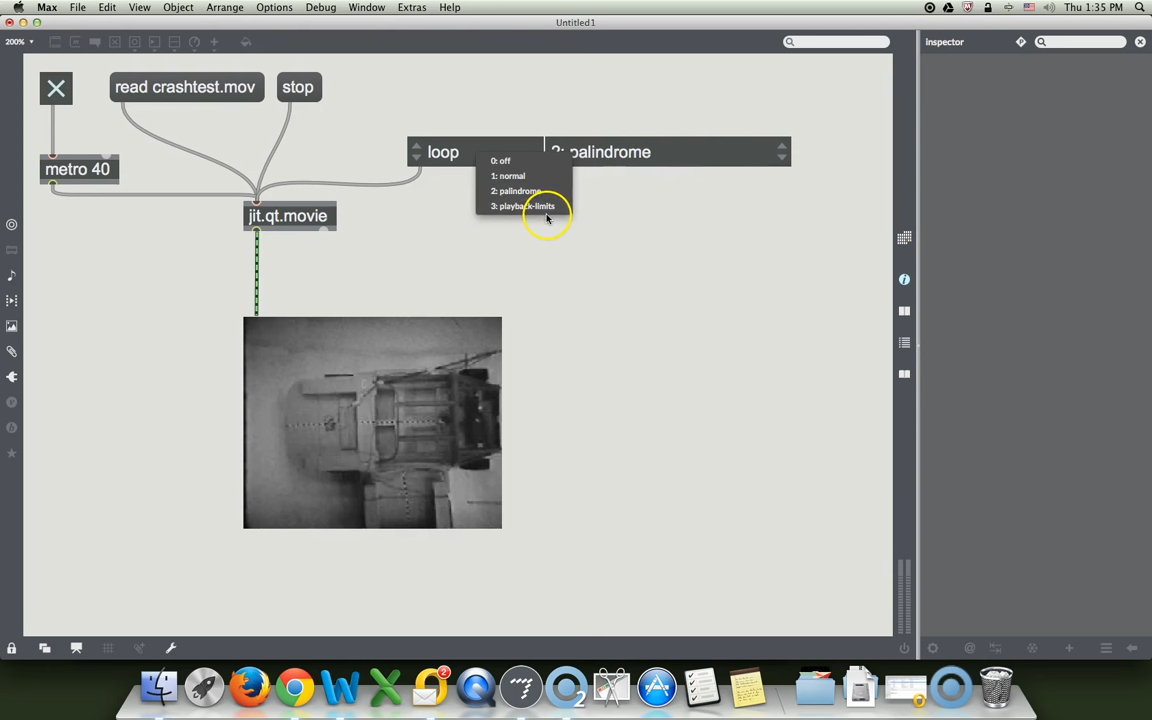 Max File Edit View Object Arrange Options Debug Window Extras Help Thu 1:35 PM
Untitled1
200% inspector
read crashtest.mov stop
loop 2: palindrome
0: off
1: normal
2: palindrome
3: playback-limits
metro 40
jit.qt.movie
2
2